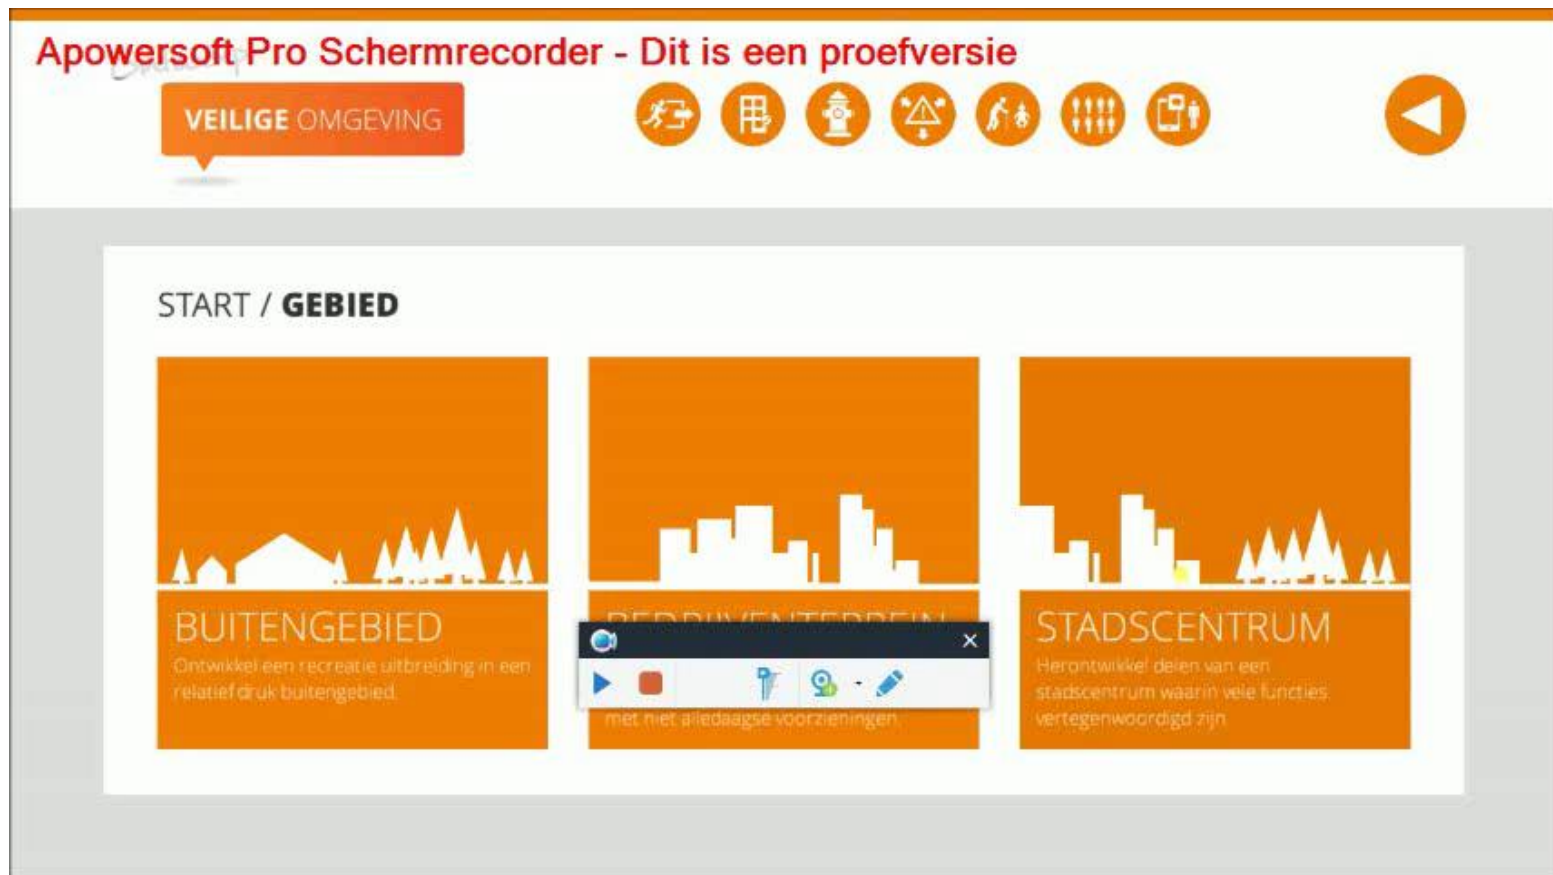 Apowersoft Pro Schermrecorder - Dit is een proefversie
VEILIGE OMGEVING
START / GEBIED
BUITENGEBIED
Ontwikkel een recreatie uitbreiding in een
relatief druk buitengebied.
BEDRIJVENTERREIN
met niet alledaagse voorzieningen.
STADSCENTRUM
Herontwikkel delen van een
stadscentrum waarin vele functies
vertegenwoordigd zijn.